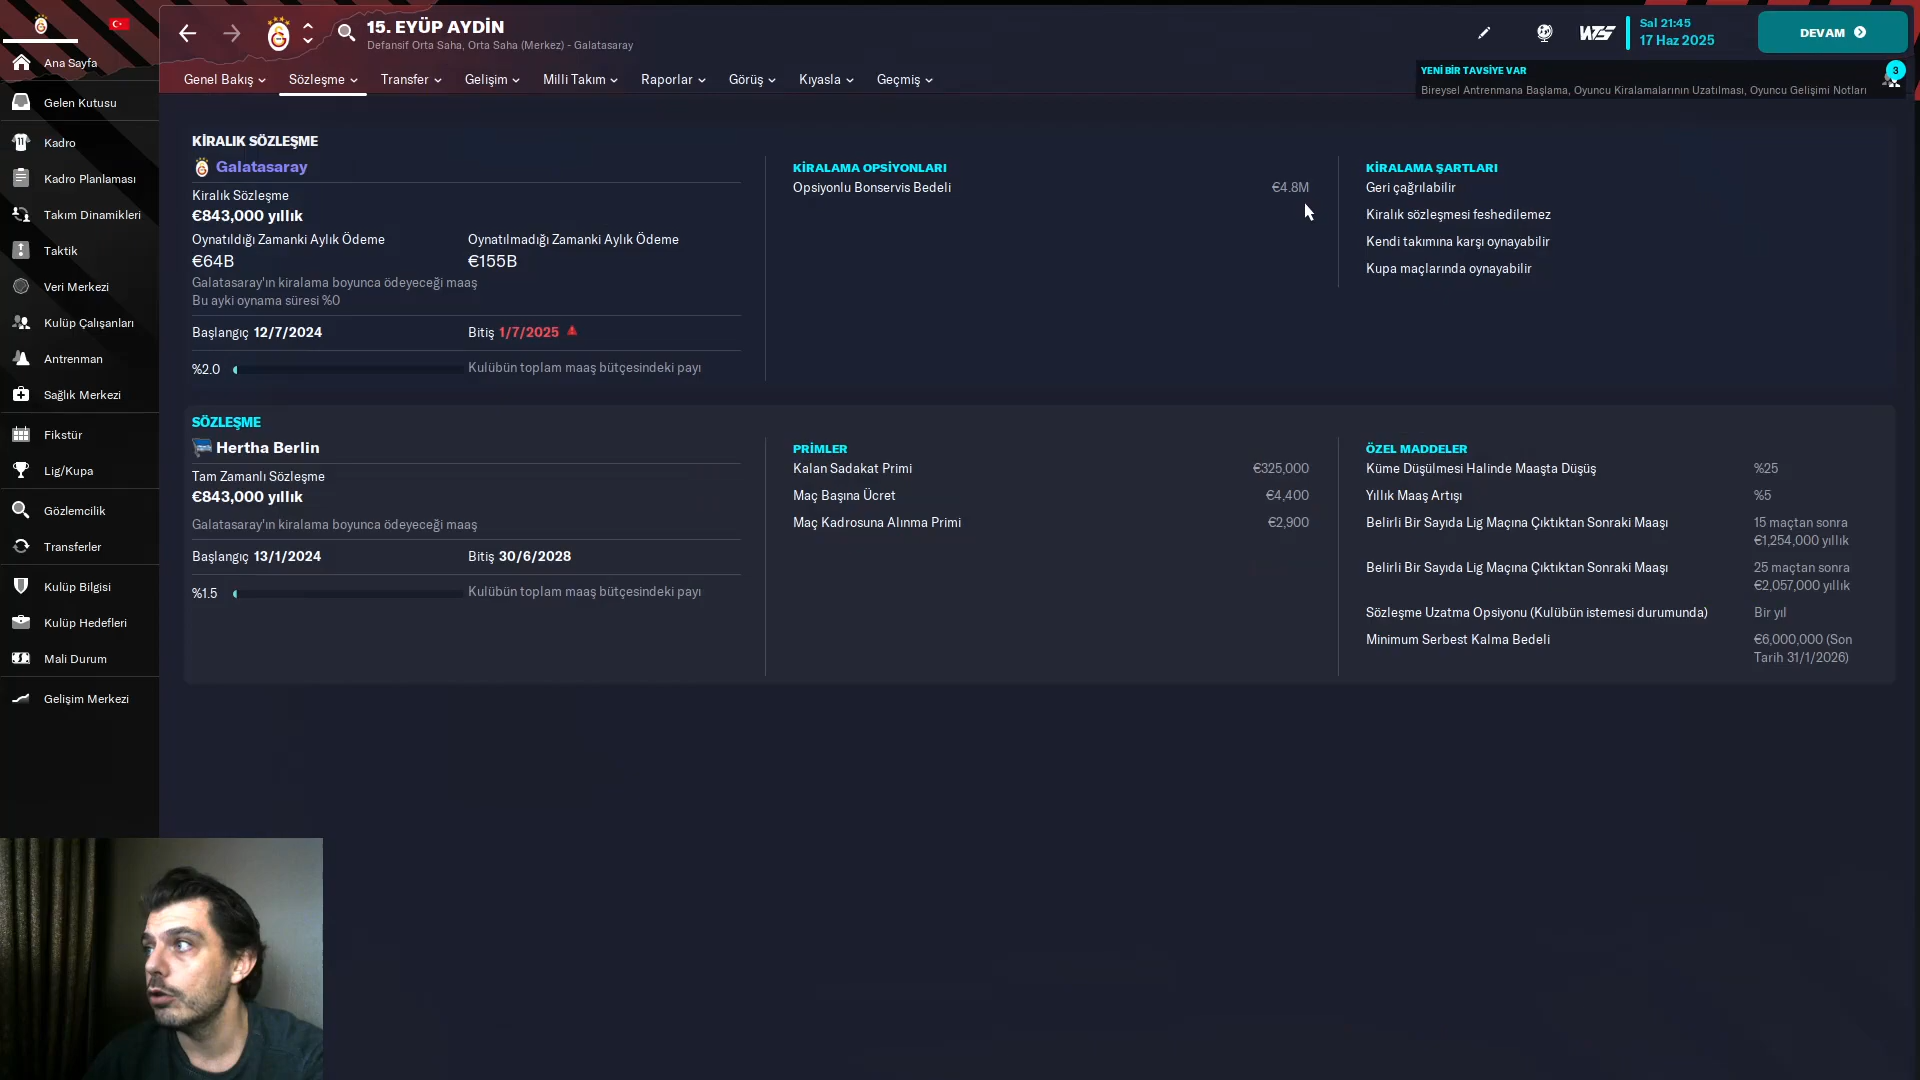 15. EYÜP AYDİN
Defansif Orta Saha, Orta Saha (Merkez) - Galatasaray
Sal 21:45
17 Haz 2025
DEVAM
Genel Bakış
Sözleşme
Transfer
Gelişim
Milli Takım
Raporlar
Görüş
Kıyasla
Geçmiş
YENİ BİR TAVSİYE VAR
3
Bireysel Antrenmana Başlama, Oyuncu Kiralamalarının Uzatılması, Oyuncu Gelişimi Notları
Ana Sayfa
Gelen Kutusu
Kadro
Kadro Planlaması
Takım Dinamikleri
Taktik
Veri Merkezi
Kulüp Çalışanları
Antrenman
Sağlık Merkezi
Fikstür
Lig/Kupa
Gözlemcilik
Transferler
Kulüp Bilgisi
Kulüp Hedefleri
Mali Durum
Gelişim Merkezi
KİRALIK SÖZLEŞME
Galatasaray
Kiralık Sözleşme
€843,000 yıllık
Oynatıldığı Zamanki Aylık Ödeme
Oynatılmadığı Zamanki Aylık Ödeme
€64B
€155B
Galatasaray'ın kiralama boyunca ödeyeceği maaş
Bu ayki oynama süresi %0
Başlangıç 12/7/2024
Bitiş 1/7/2025
%2.0
Kulübün toplam maaş bütçesindeki payı
KİRALAMA OPSİYONLARI
Opsiyonlu Bonservis Bedeli €4.8M
KİRALAMA ŞARTLARI
Geri çağrılabilir
Kiralık sözleşmesi feshedilemez
Kendi takımına karşı oynayabilir
Kupa maçlarında oynayabilir
SÖZLEŞME
Hertha Berlin
Tam Zamanlı Sözleşme
€843,000 yıllık
Galatasaray'ın kiralama boyunca ödeyeceği maaş
Başlangıç 13/1/2024
Bitiş 30/6/2028
%1.5
Kulübün toplam maaş bütçesindeki payı
PRİMLER
Kalan Sadakat Primi €325,000
Maç Başına Ücret €4,400
Maç Kadrosuna Alınma Primi €2,900
ÖZEL MADDELER
Küme Düşülmesi Halinde Maaşta Düşüş %25
Yıllık Maaş Artışı %5
Belirli Bir Sayıda Lig Maçına Çıktıktan Sonraki Maaşı 15 maçtan sonra
€1,254,000 yıllık
Belirli Bir Sayıda Lig Maçına Çıktıktan Sonraki Maaşı 25 maçtan sonra
€2,057,000 yıllık
Sözleşme Uzatma Opsiyonu (Kulübün istemesi durumunda) Bir yıl
Minimum Serbest Kalma Bedeli €6,000,000 (Son
Tarih 31/1/2026)